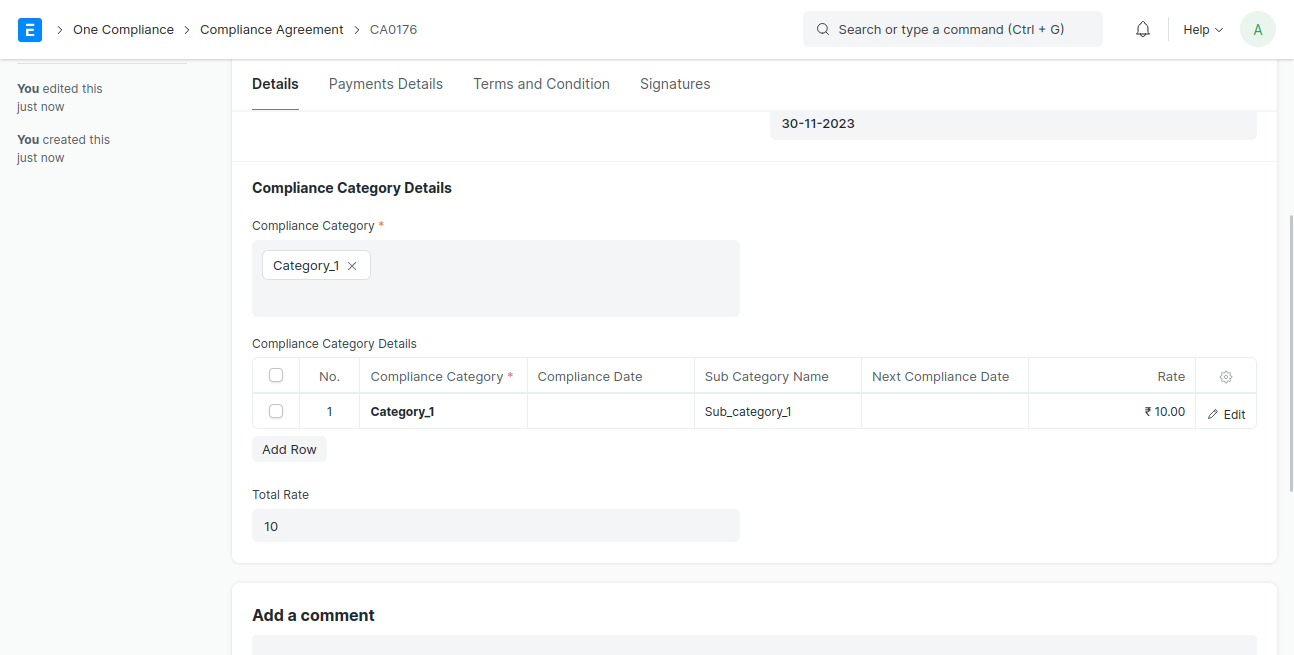 E One Compliance Compliance Agreement CA0176 Search or type a command (Ctrl + G) Help A
You edited this
just now
You created this
just now
Details Payments Details Terms and Condition Signatures
30-11-2023
Compliance Category Details
Compliance Category *
Category_1
Compliance Category Details
No. Compliance Category * Compliance Date Sub Category Name Next Compliance Date Rate
1 Category_1 Sub_category_1 ₹ 10.00 Edit
Add Row
Total Rate
10
Add a comment